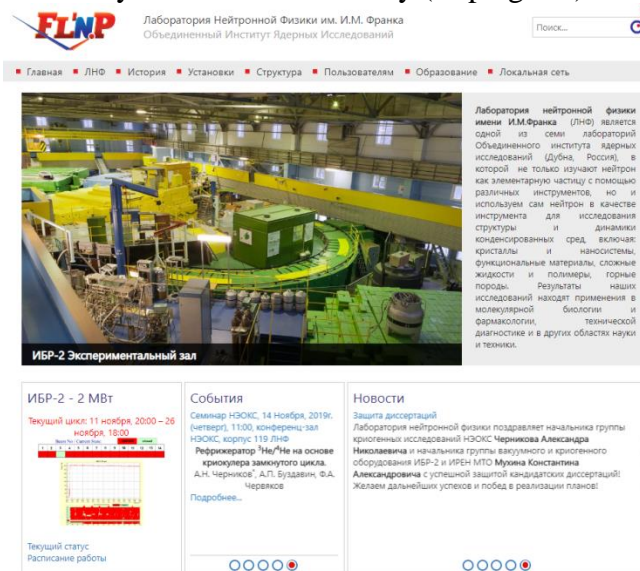 FLNP
Лаборатория Нейтронной Физики им. И.М. Франка
Объединенный Институт Ядерных Исследований
Поиск...
Главная
ЛНФ
История
Установки
Структура
Пользователям
Образование
Локальная сеть
Лаборатория нейтронной физики
имени И.М.Франка (ЛНФ) является
одной из семи лабораторий
Объединенного института ядерных
исследований (Дубна, Россия), в
которой не только изучают нейтрон
как элементарную частицу с помощью
различных инструментов, но и
используем сам нейтрон в качестве
инструмента для исследования
структуры и динамики
конденсированных сред, включая:
кристаллы и наносистемы,
функциональные материалы, сложные
жидкости и полимеры, горные
породы. Результаты наших
исследований находят применения в
молекулярной биологии и
фармакологии, технической
диагностике и в других областях науки
и техники.
ИБР-2 Экспериментальный зал
ИБР-2 - 2 МВт
Текущий цикл: 11 ноября, 20:00 – 26
ноября, 18:00
Текущий статус
Расписание работы
События
Семинар НЭОКС, 14 Ноября, 2019г.
(четверг), 11:00, конференц-зал
НЭОКС, корпус 119 ЛНФ
Рефрижератор ³He/⁴He на основе
криокулера замкнутого цикла.
А.Н. Черников*, А.П. Буздавин, Ф.А.
Червяков
Подробнее...
Новости
Защита диссертаций
Лаборатория нейтронной физики поздравляет начальника группы
криогенных исследований НЭОКС Черникова Александра
Николаевича и начальника группы вакуумного и криогенного
оборудования ИБР-2 и ИРЕН МТО Мухина Константина
Александровича с успешной защитой кандидатских диссертаций!
Желаем дальнейших успехов и побед в реализации планов!